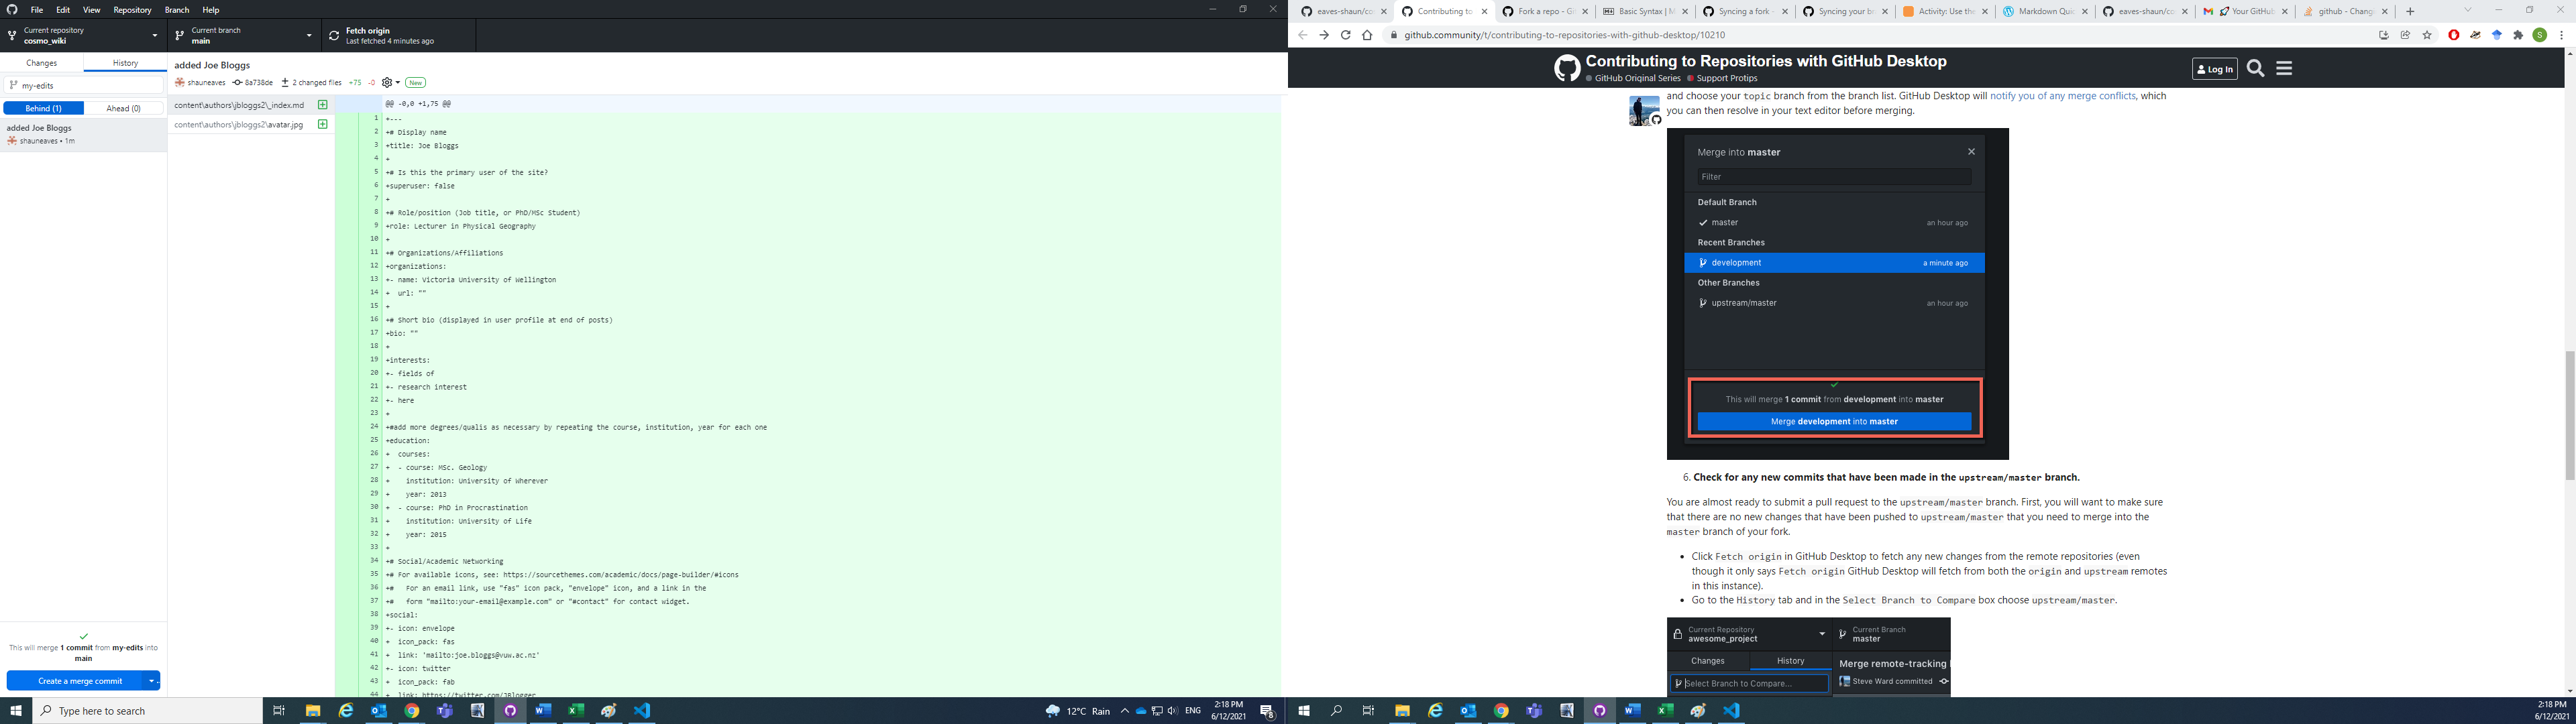 File Edit View Repository Branch Help
Current repository
cosmo_wiki
Current branch
main
Fetch origin
Last fetched 4 minutes ago
Changes History
my-edits
Behind (1) Ahead (0)
added Joe Bloggs
shauneaves • 1m
This will merge 1 commit from my-edits into
main
Create a merge commit
added Joe Bloggs
shauneaves 8a738de 2 changed files +75 -0 New
content\authors\jbloggs2\_index.md
content\authors\jbloggs2\avatar.jpg
@@ -0,0 +1,75 @@
1 +---
2 +# Display name
3 +title: Joe Bloggs
4 +
5 +# Is this the primary user of the site?
6 +superuser: false
7 +
8 +# Role/position (Job title, or PhD/MSc Student)
9 +role: Lecturer in Physical Geography
10 +
11 +# Organizations/Affiliations
12 +organizations:
13 +- name: Victoria University of Wellington
14 +  url: ""
15 +
16 +# Short bio (displayed in user profile at end of posts)
17 +bio: ""
18 +
19 +interests:
20 +- fields of
21 +- research interest
22 +- here
23 +
24 +#add more degrees/qualis as necessary by repeating the course, institution, year for each one
25 +education:
26 +  courses:
27 +  - course: MSc. Geology
28 +    institution: University of Wherever
29 +    year: 2013
30 +  - course: PhD in Procrastination
31 +    institution: University of Life
32 +    year: 2015
33 +
34 +# Social/Academic Networking
35 +# For available icons, see: https://sourcethemes.com/academic/docs/page-builder/#icons
36 +#   For an email link, use "fas" icon pack, "envelope" icon, and a link in the
37 +#   form "mailto:your-email@example.com" or "#contact" for contact widget.
38 +social:
39 +- icon: envelope
40 +  icon_pack: fas
41 +  link: 'mailto:joe.bloggs@vuw.ac.nz'
42 +- icon: twitter
43 +  icon_pack: fab
44 +  link: https://twitter.com/JBlogger
Type here to search
12°C Rain ENG
2:18 PM
6/12/2021
eaves-shaun/co
Contributing to
Fork a repo - Gi
Basic Syntax | M
Syncing a fork -
Syncing your b
Activity: Use the
Markdown Quic
eaves-shaun/co
Your GitHub
github - Chang
github.community/t/contributing-to-repositories-with-github-desktop/10210
Contributing to Repositories with GitHub Desktop
GitHub Original Series Support Protips
Log In
and choose your topic branch from the branch list. GitHub Desktop will notify you of any merge conflicts, which
you can then resolve in your text editor before merging.
Merge into master
Filter
Default Branch
master an hour ago
Recent Branches
development a minute ago
Other Branches
upstream/master an hour ago
This will merge 1 commit from development into master
Merge development into master
6. Check for any new commits that have been made in the upstream/master branch.
You are almost ready to submit a pull request to the upstream/master branch. First, you will want to make sure
that there are no new changes that have been pushed to upstream/master that you need to merge into the
master branch of your fork.
• Click Fetch origin in GitHub Desktop to fetch any new changes from the remote repositories (even
though it only says Fetch origin GitHub Desktop will fetch from both the origin and upstream remotes
in this instance).
• Go to the History tab and in the Select Branch to Compare box choose upstream/master.
Current Repository
awesome_project
Current Branch
master
Changes History
Select Branch to Compare...
Merge remote-tracking
Steve Ward committed
2:18 PM
6/12/2021